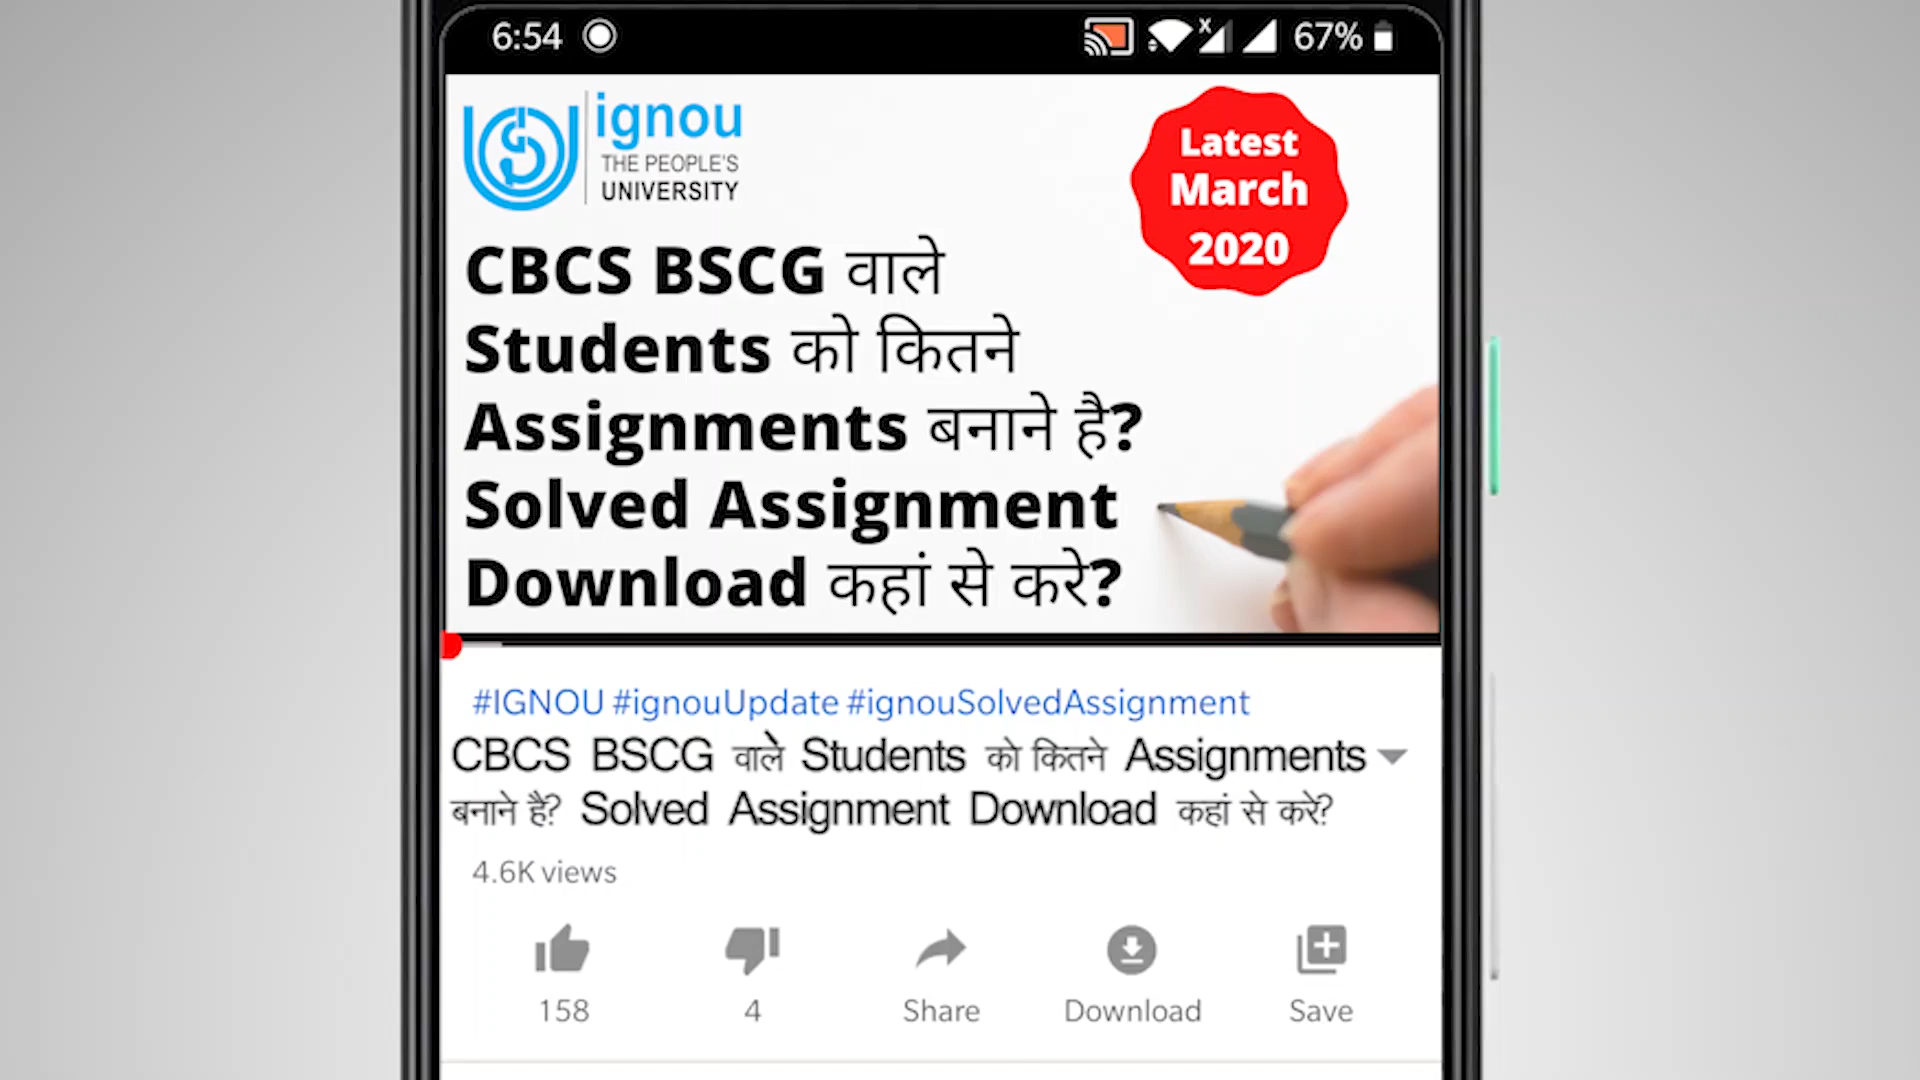 6:54
67%
ignou
THE PEOPLE'S
UNIVERSITY
Latest
March
2020
CBCS BSCG वाले
Students को कितने
Assignments बनाने है?
Solved Assignment
Download कहां से करे?
#IGNOU #ignouUpdate #ignouSolvedAssignment
CBCS BSCG वाले Students को कितने Assignments
बनाने है? Solved Assignment Download कहां से करें?
4.6K views
158
4
Share
Download
Save